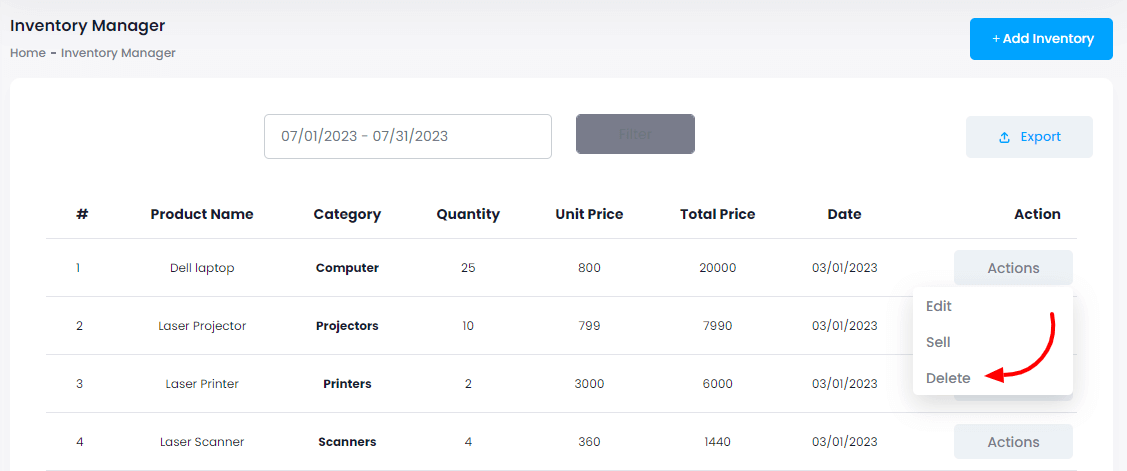 Inventory Manager
+ Add Inventory
Home - Inventory Manager
07/01/2023 - 07/31/2023
Filter
Export
# Product Name Category Quantity Unit Price Total Price Date Action
1 Dell laptop Computer 25 800 20000 03/01/2023 Actions
Edit
2 Laser Projector Projectors 10 799 7990 03/01/2023
Sell
Delete
3 Laser Printer Printers 2 3000 6000 03/01/2023
4 Laser Scanner Scanners 4 360 1440 03/01/2023 Actions